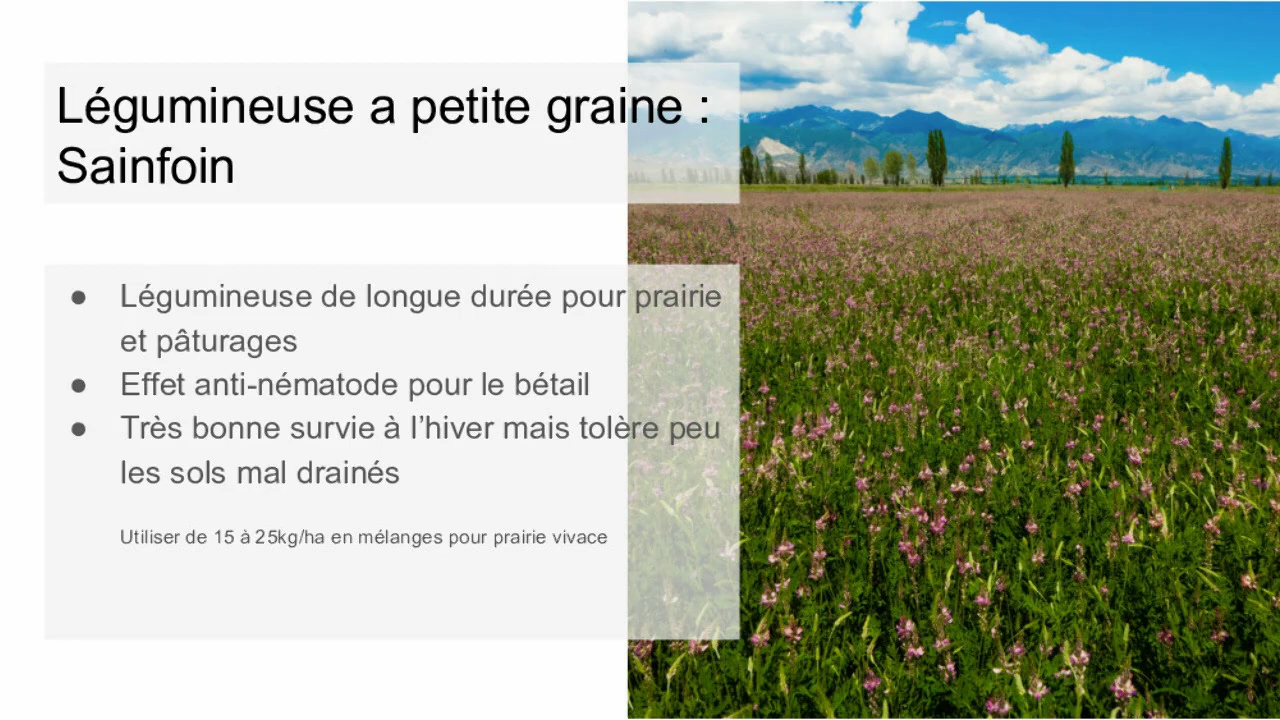 Légumineuse a petite graine :
Sainfoin
● Légumineuse de longue durée pour prairie
et pâturages
● Effet anti-nématode pour le bétail
● Très bonne survie à l’hiver mais tolère peu
les sols mal drainés
Utiliser de 15 à 25kg/ha en mélanges pour prairie vivace